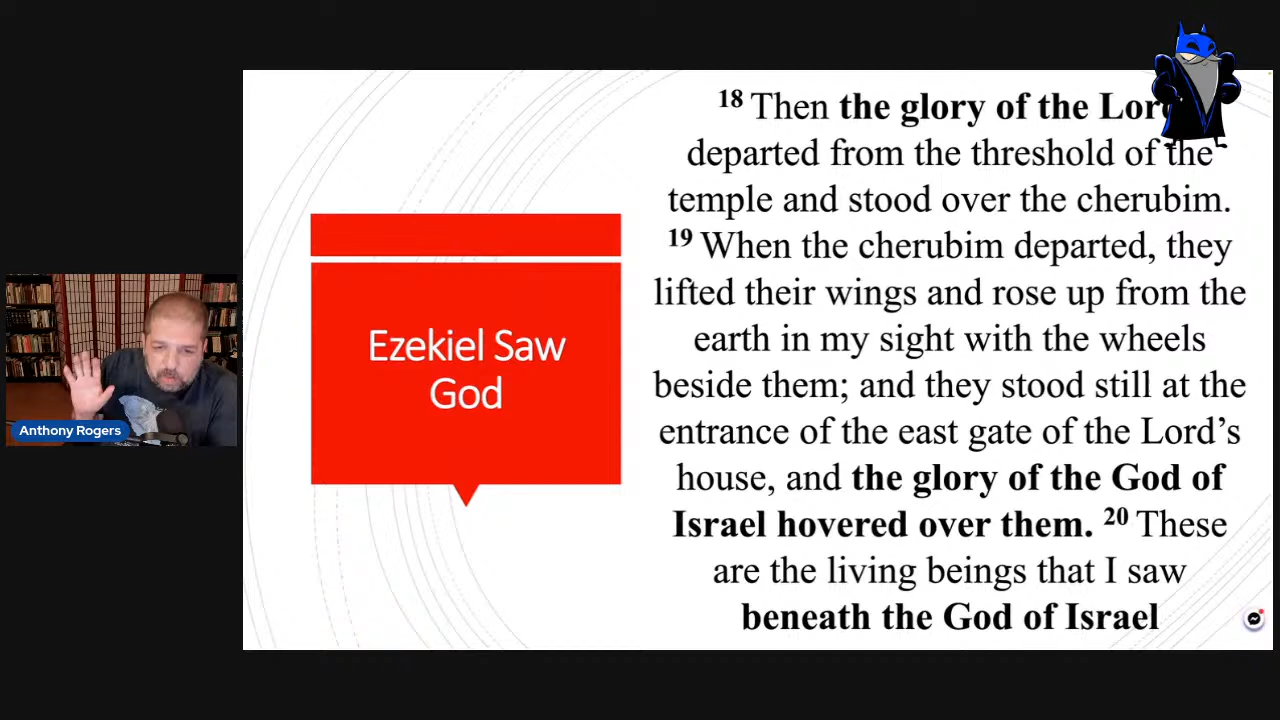 18 Then the glory of the Lord
departed from the threshold of the
temple and stood over the cherubim.
19 When the cherubim departed, they
lifted their wings and rose up from the
earth in my sight with the wheels
beside them; and they stood still at the
entrance of the east gate of the Lord’s
house, and the glory of the God of
Israel hovered over them. 20 These
are the living beings that I saw
beneath the God of Israel
Ezekiel Saw
God
Anthony Rogers